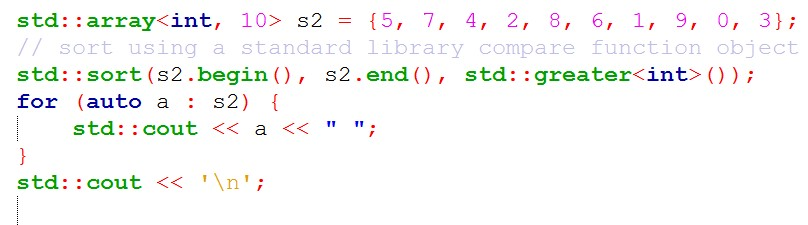 std::array<int, 10> s2 = {5, 7, 4, 2, 8, 6, 1, 9, 0, 3};
// sort using a standard library compare function object
std::sort(s2.begin(), s2.end(), std::greater<int>());
for (auto a : s2) {
    std::cout << a << " ";
}
std::cout << '\n';